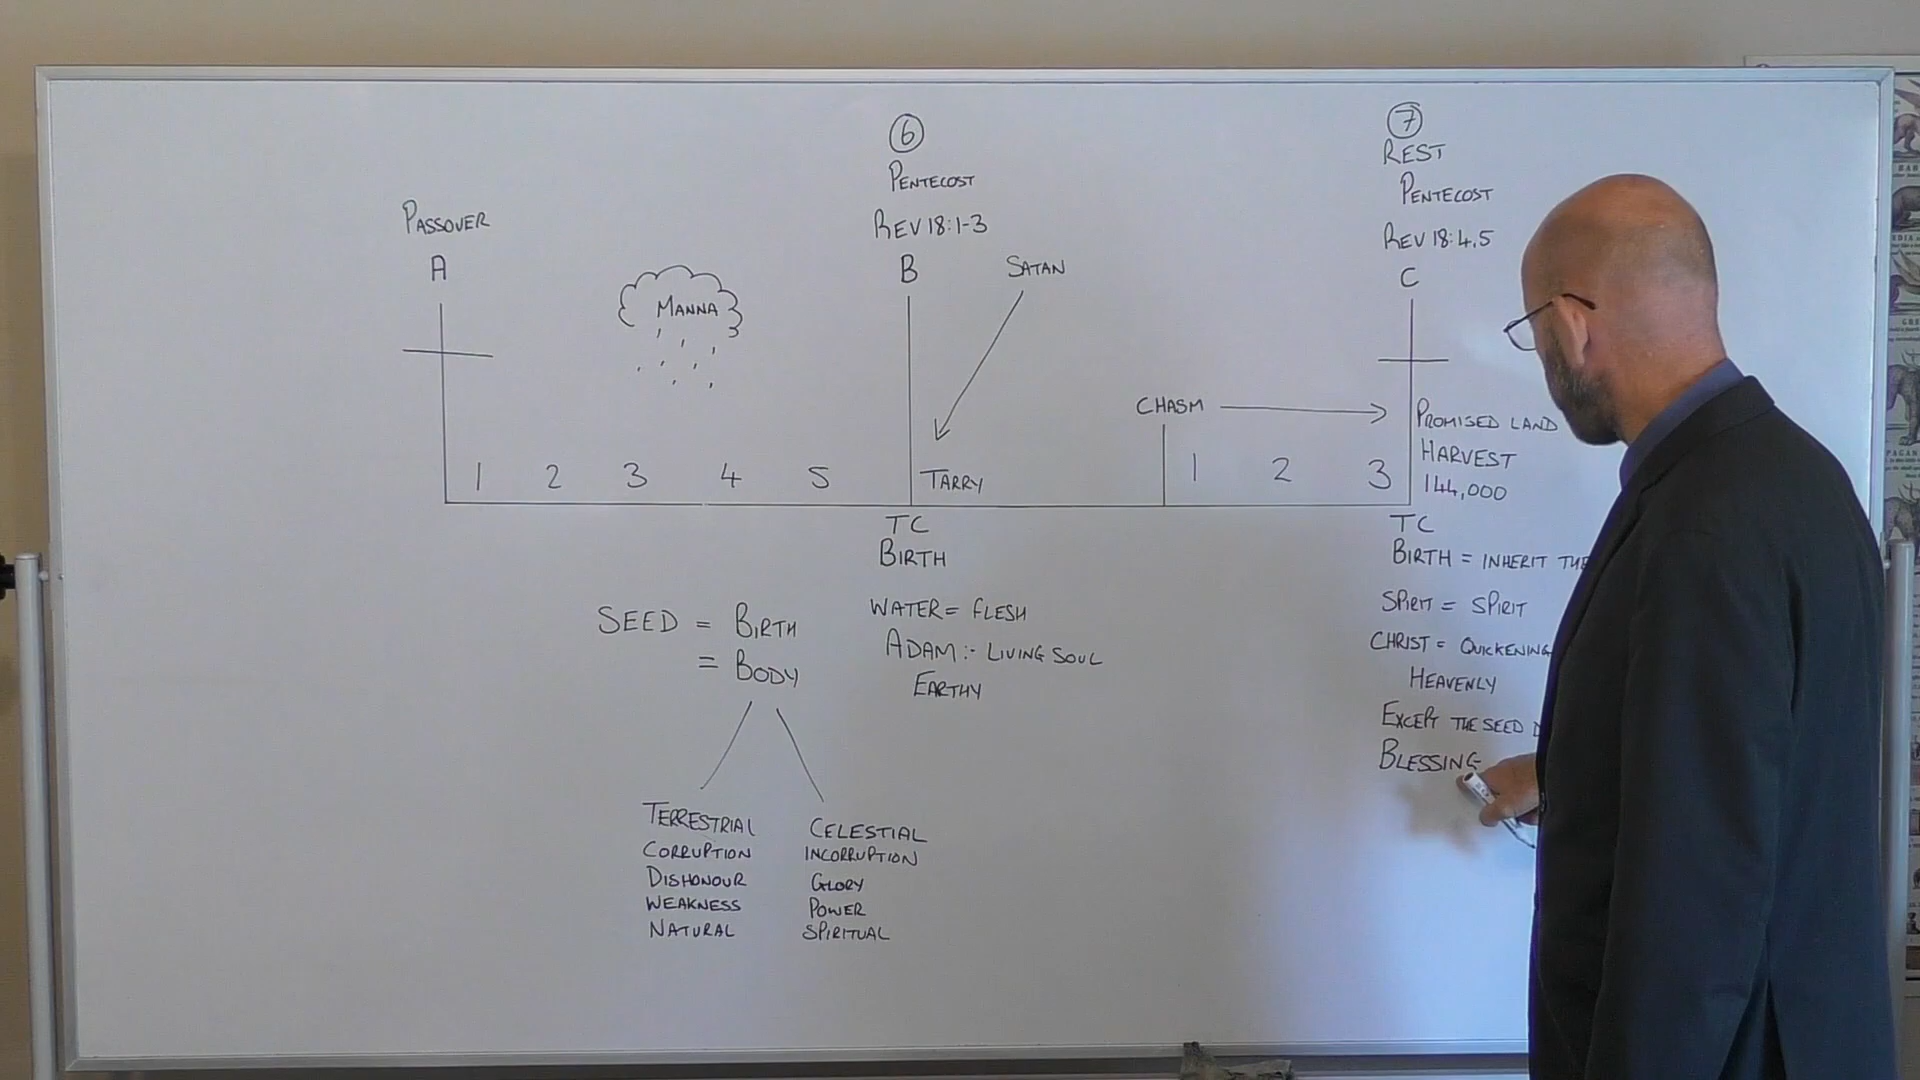 6
7
REST
PENTECOST
PENTECOST
PASSOVER
REV 18:1-3
REV 18:4,5
A
B
SATAN
C
MANNA
CHASM
PROMISED LAND
HARVEST
144,000
1 2 3 4 5
TARRY
1 2 3
TC
BIRTH
TC
BIRTH = INHERIT THE
WATER = FLESH
ADAM :- LIVING SOUL
EARTHY
SPIRIT = SPIRIT
CHRIST = QUICKENING
HEAVENLY
EXCEPT THE SEED
BLESSING
SEED = BIRTH
= BODY
TERRESTRIAL
CORRUPTION
DISHONOUR
WEAKNESS
NATURAL
CELESTIAL
INCORRUPTION
GLORY
POWER
SPIRITUAL